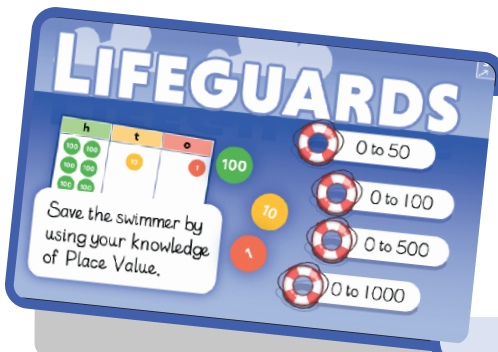 LIFEGUARDS
h t o
100 100 10 1
100 100
100 100
100
10
1
Save the swimmer by
using your knowledge
of Place Value.
0 to 50
0 to 100
0 to 500
0 to 1000